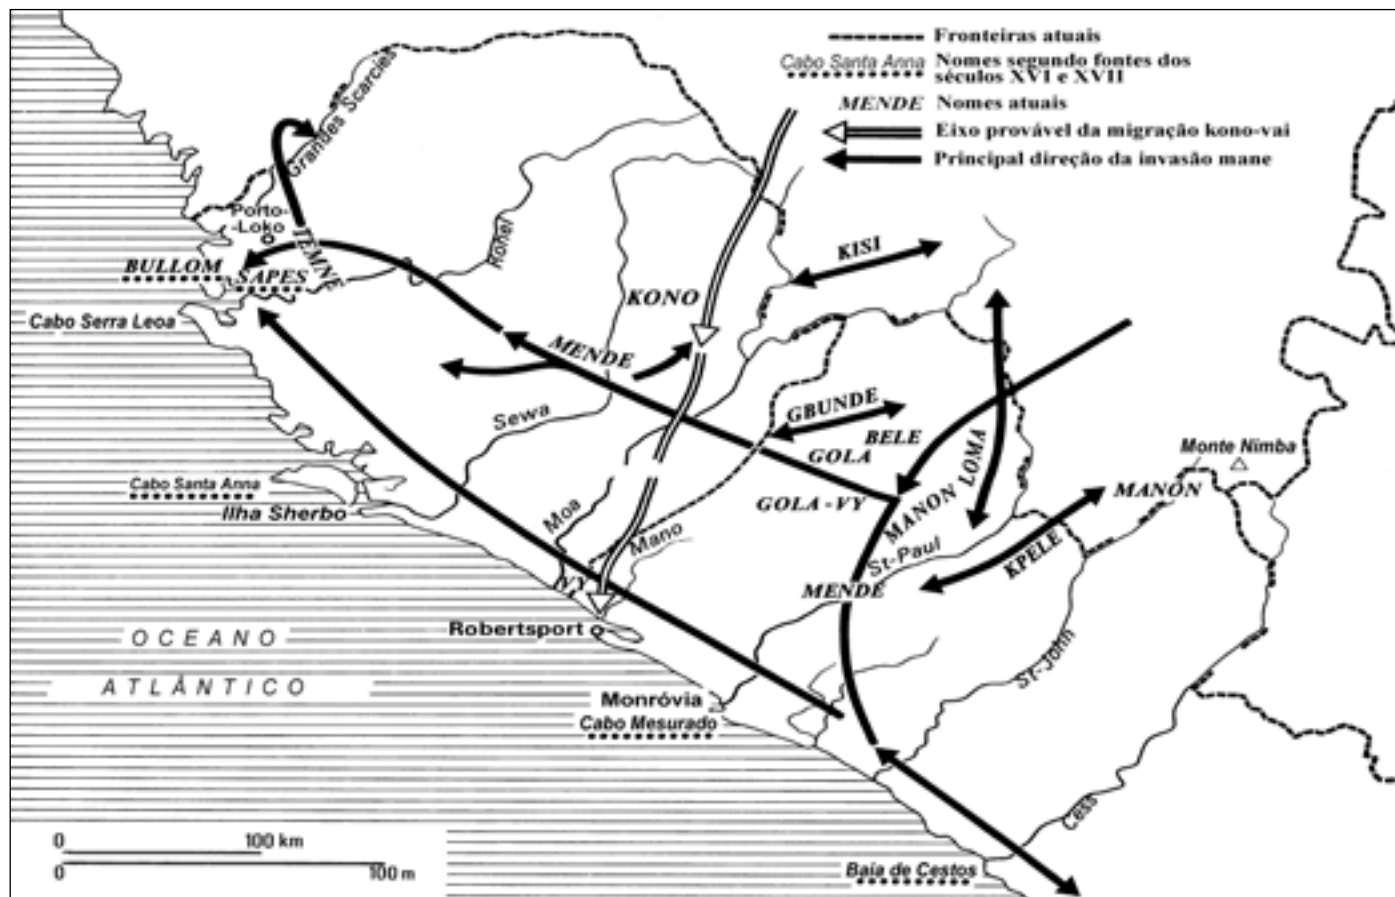 Fronteiras atuais
Cabo Santa Anna
Nomes segundo fontes dos
séculos XVI e XVII
MENDE
Nomes atuais
Eixo provável da migração kono-vai
Principal direção da invasão mane
Grandes Scarcies
Porto-
-Loko
TEMNE
BULLOM
SAPES
Cabo Serra Leoa
Rohel
KONO
KISI
MENDE
Sewa
GBUNDE
BELE
GOLA
GOLA-VY
MANON
LOMA
Monte Nimba
MANON
KPELE
Cabo Santa Anna
Ilha Sherbo
Moa
Mano
St-Paul
VY
MENDE
Robertsport
OCEANO
ATLÂNTICO
Monróvia
Cabo Mesurado
St-John
Cess
Baía de Cestos
0 100 km
0 100 m